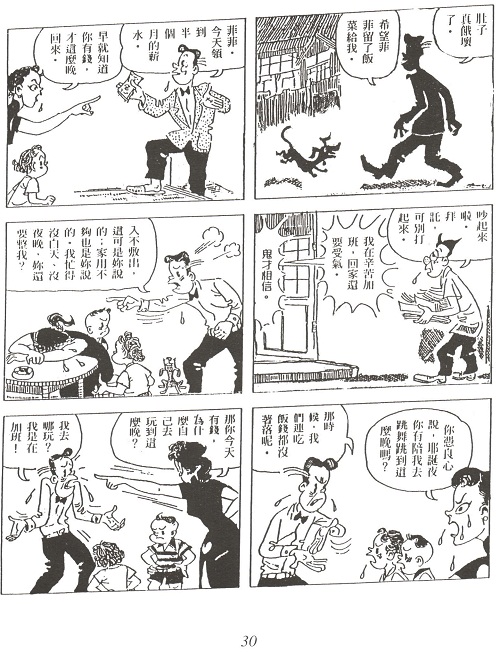 肚子
真餓壞
了。
希望菲
菲留了飯
菜給我。
菲菲。
今天領
到半
個
月的薪
水。
早就知道
你有錢，
才這麼晚
回來。
吵起來
啦。拜
託，
可別打
起來。
我在辛苦加
班，回家還
要受氣。
鬼才相信。
入不敷出，
還可是妳說
的；家用不
夠也是妳說
的。我忙得
沒白天、沒
夜晚，妳還
要整我？
你憑良心
說，耶誕夜
你有陪我去
跳舞跳到這
麼晚嗎？
那時
候，我
們連吃
飯錢都沒
著落呢。
那你今天
有錢，
為什
麼自
己去
玩到這
麼晚？
我去
哪玩？
我是在
加班！
30